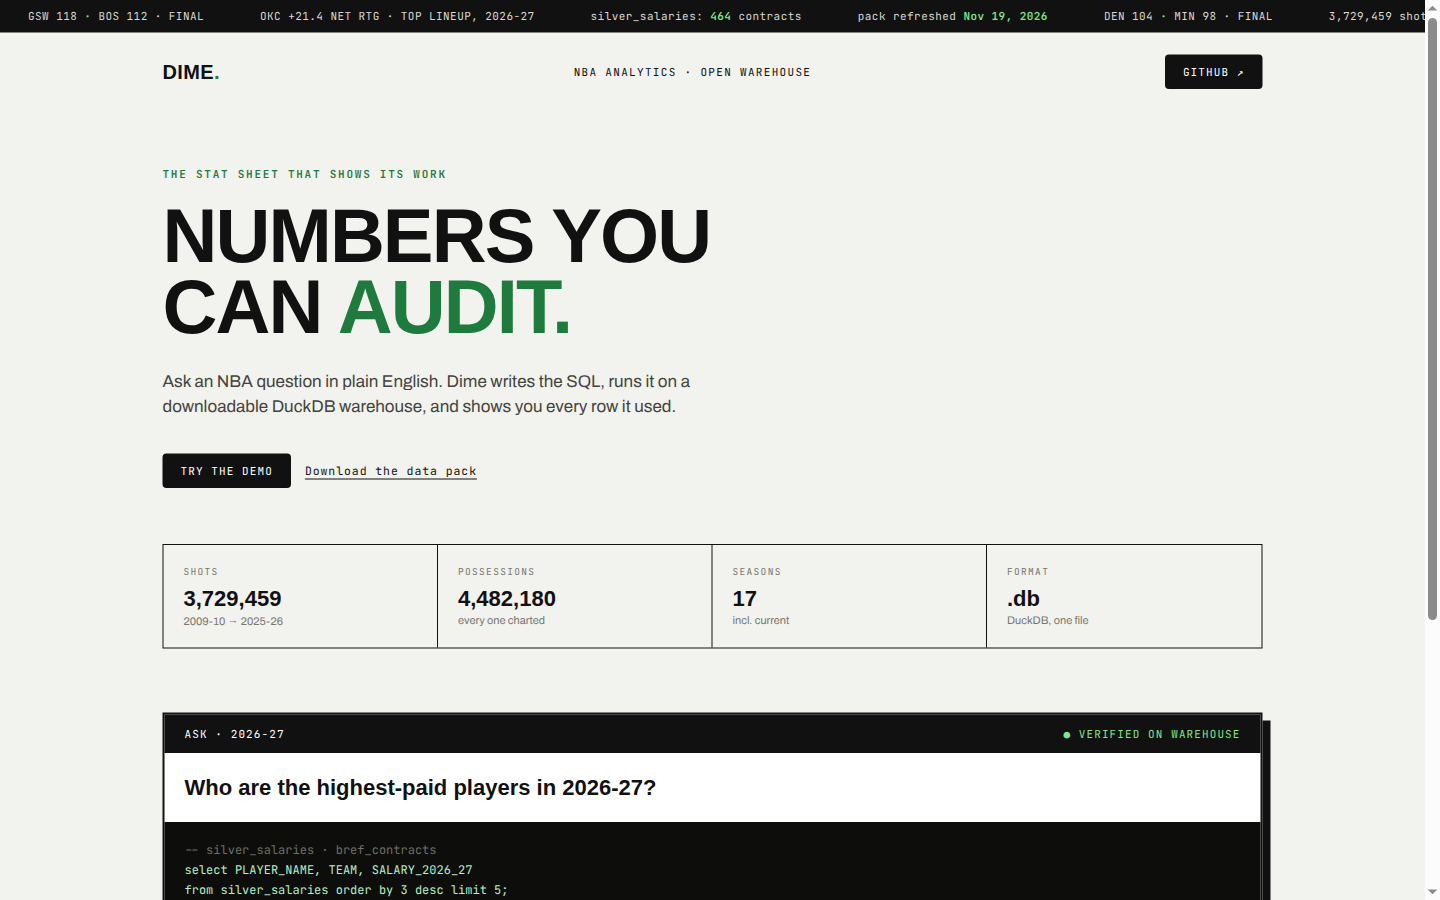 GSW 118 · BOS 112 · FINAL
OKC +21.4 NET RTG · TOP LINEUP, 2026-27
silver_salaries: 464 contracts
pack refreshed Nov 19, 2026
DEN 104 · MIN 98 · FINAL
3,729,459 shot
DIME.
NBA ANALYTICS · OPEN WAREHOUSE
GITHUB ↗
THE STAT SHEET THAT SHOWS ITS WORK
NUMBERS YOU
CAN AUDIT.
Ask an NBA question in plain English. Dime writes the SQL, runs it on a
downloadable DuckDB warehouse, and shows you every row it used.
TRY THE DEMO
Download the data pack
SHOTS
3,729,459
2009-10 → 2025-26
POSSESSIONS
4,482,180
every one charted
SEASONS
17
incl. current
FORMAT
.db
DuckDB, one file
ASK · 2026-27
● VERIFIED ON WAREHOUSE
Who are the highest-paid players in 2026-27?
-- silver_salaries · bref_contracts
select PLAYER_NAME, TEAM, SALARY_2026_27
from silver_salaries order by 3 desc limit 5;